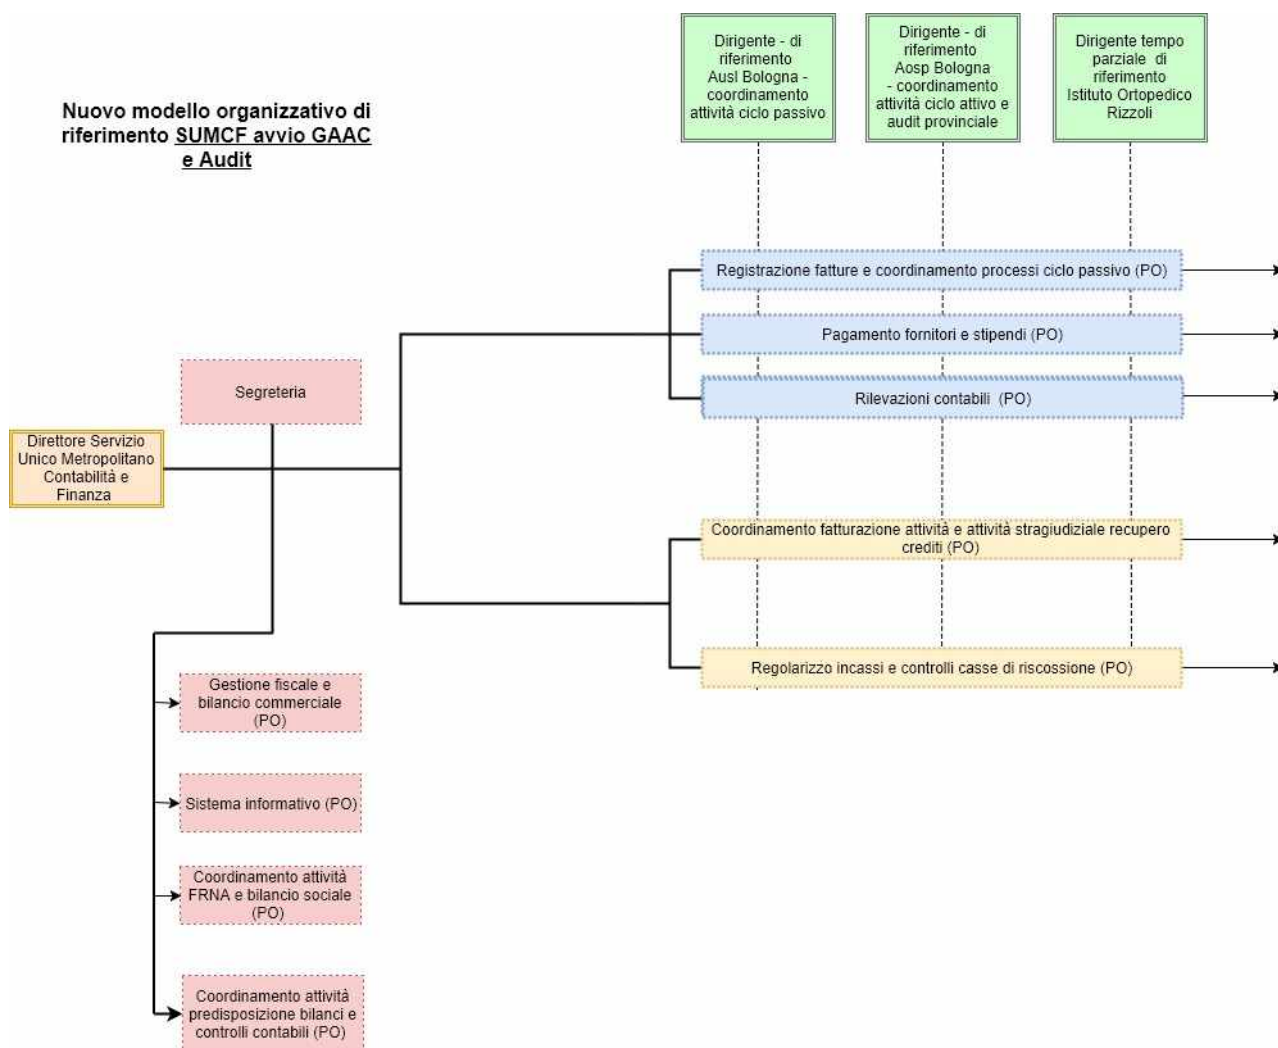 Nuovo modello organizzativo di
riferimento SUMCF avvio GAAC
e Audit
Dirigente - di
riferimento
Ausl Bologna -
coordinamento
attività ciclo passivo
Dirigente - di
riferimento
Aosp Bologna
- coordinamento
attività ciclo attivo e
audit provinciale
Dirigente tempo
parziale di
riferimento
Istituto Ortopedico
Rizzoli
Registrazione fatture e coordinamento processi ciclo passivo (PO)
Pagamento fornitori e stipendi (PO)
Rilevazioni contabili (PO)
Segreteria
Direttore Servizio
Unico Metropolitano
Contabilità e
Finanza
Coordinamento fatturazione attività e attività stragiudiziale recupero
crediti (PO)
Regolarizzo incassi e controlli casse di riscossione (PO)
Gestione fiscale e
bilancio commerciale
(PO)
Sistema informativo (PO)
Coordinamento attività
FRNA e bilancio sociale
(PO)
Coordinamento attività
predisposizione bilanci e
controlli contabili (PO)